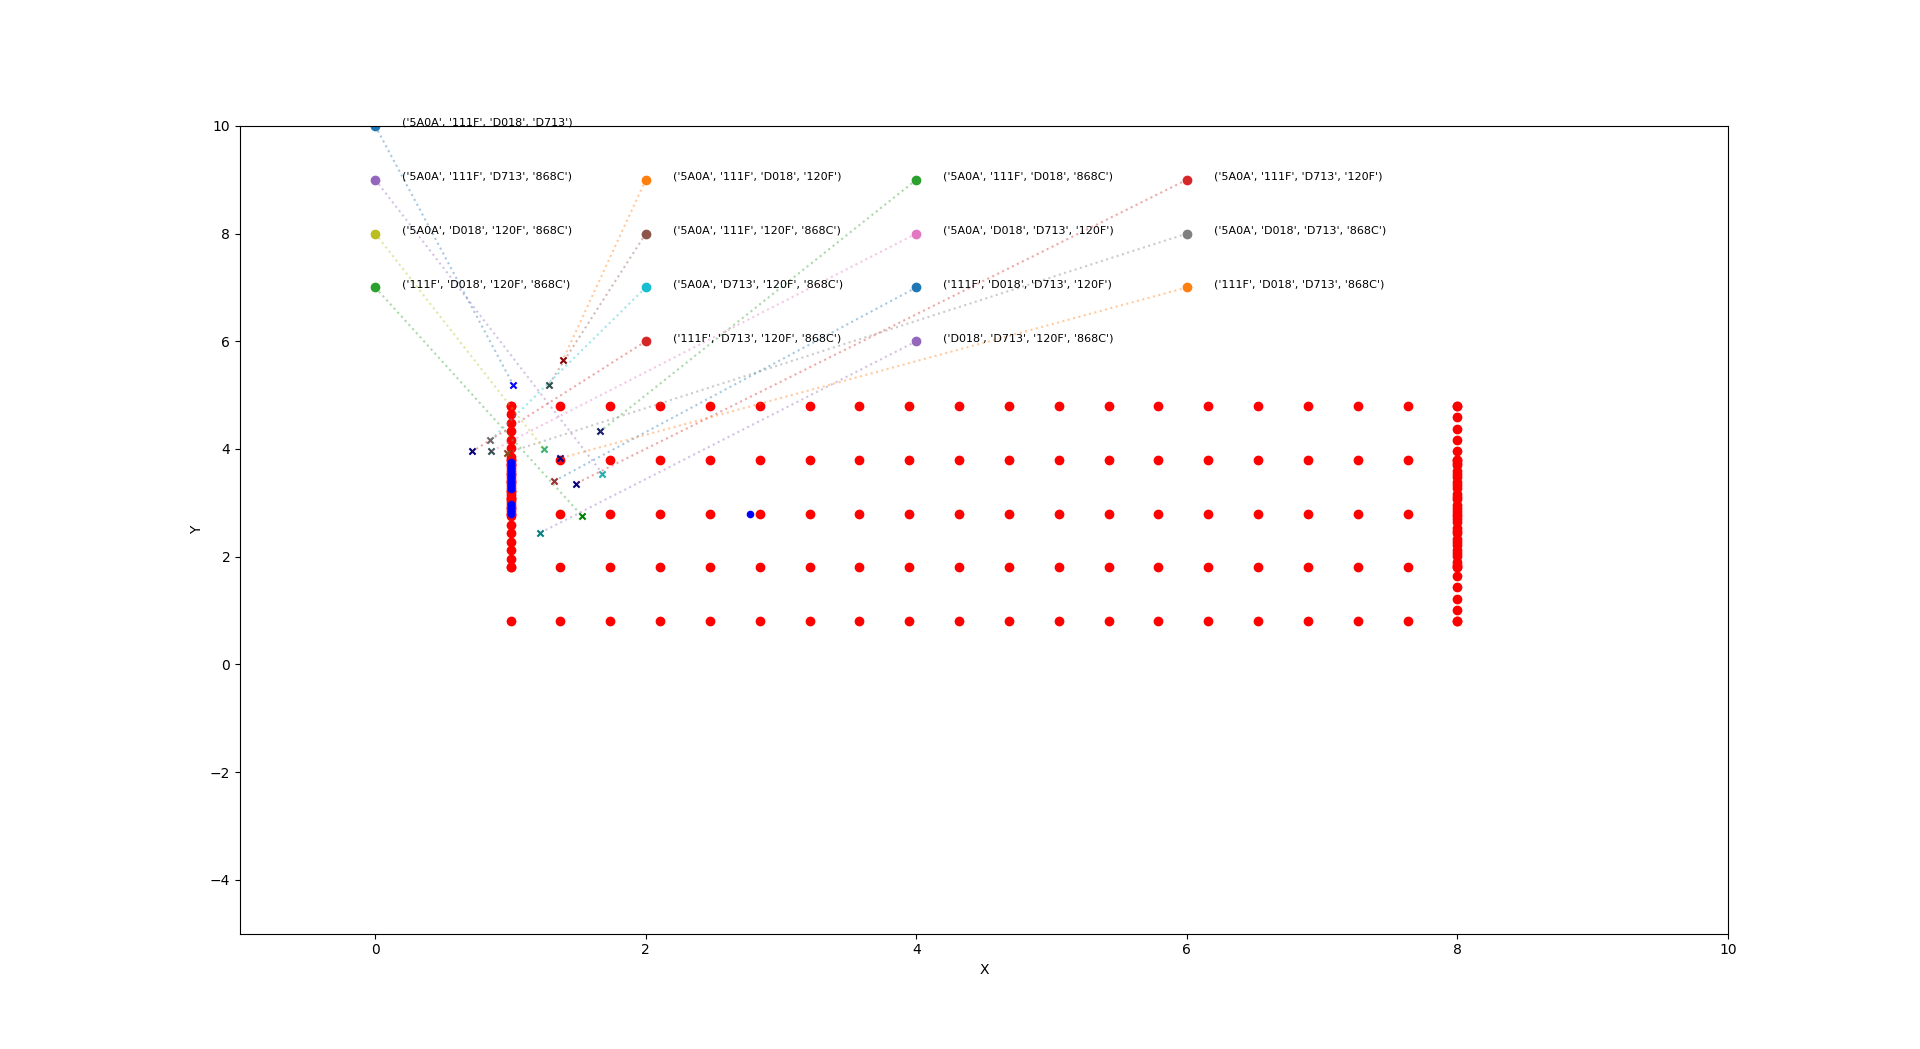 ('5A0A', '111F', 'D018', 'D713')
10
('5A0A', '111F', 'D713', '868C') ('5A0A', '111F', 'D018', '120F') ('5A0A', '111F', 'D018', '868C') ('5A0A', '111F', 'D713', '120F')
8
('5A0A', 'D018', '120F', '868C') ('5A0A', '111F', '120F', '868C') ('5A0A', 'D018', 'D713', '120F') ('5A0A', 'D018', 'D713', '868C')
('111F', 'D018', '120F', '868C') ('5A0A', 'D713', '120F', '868C') ('111F', 'D018', 'D713', '120F') ('111F', 'D018', 'D713', '868C')
6
('111F', 'D713', '120F', '868C') ('D018', 'D713', '120F', '868C')
4
Y
2
0
−2
−4
0 2 4 6 8 10
X